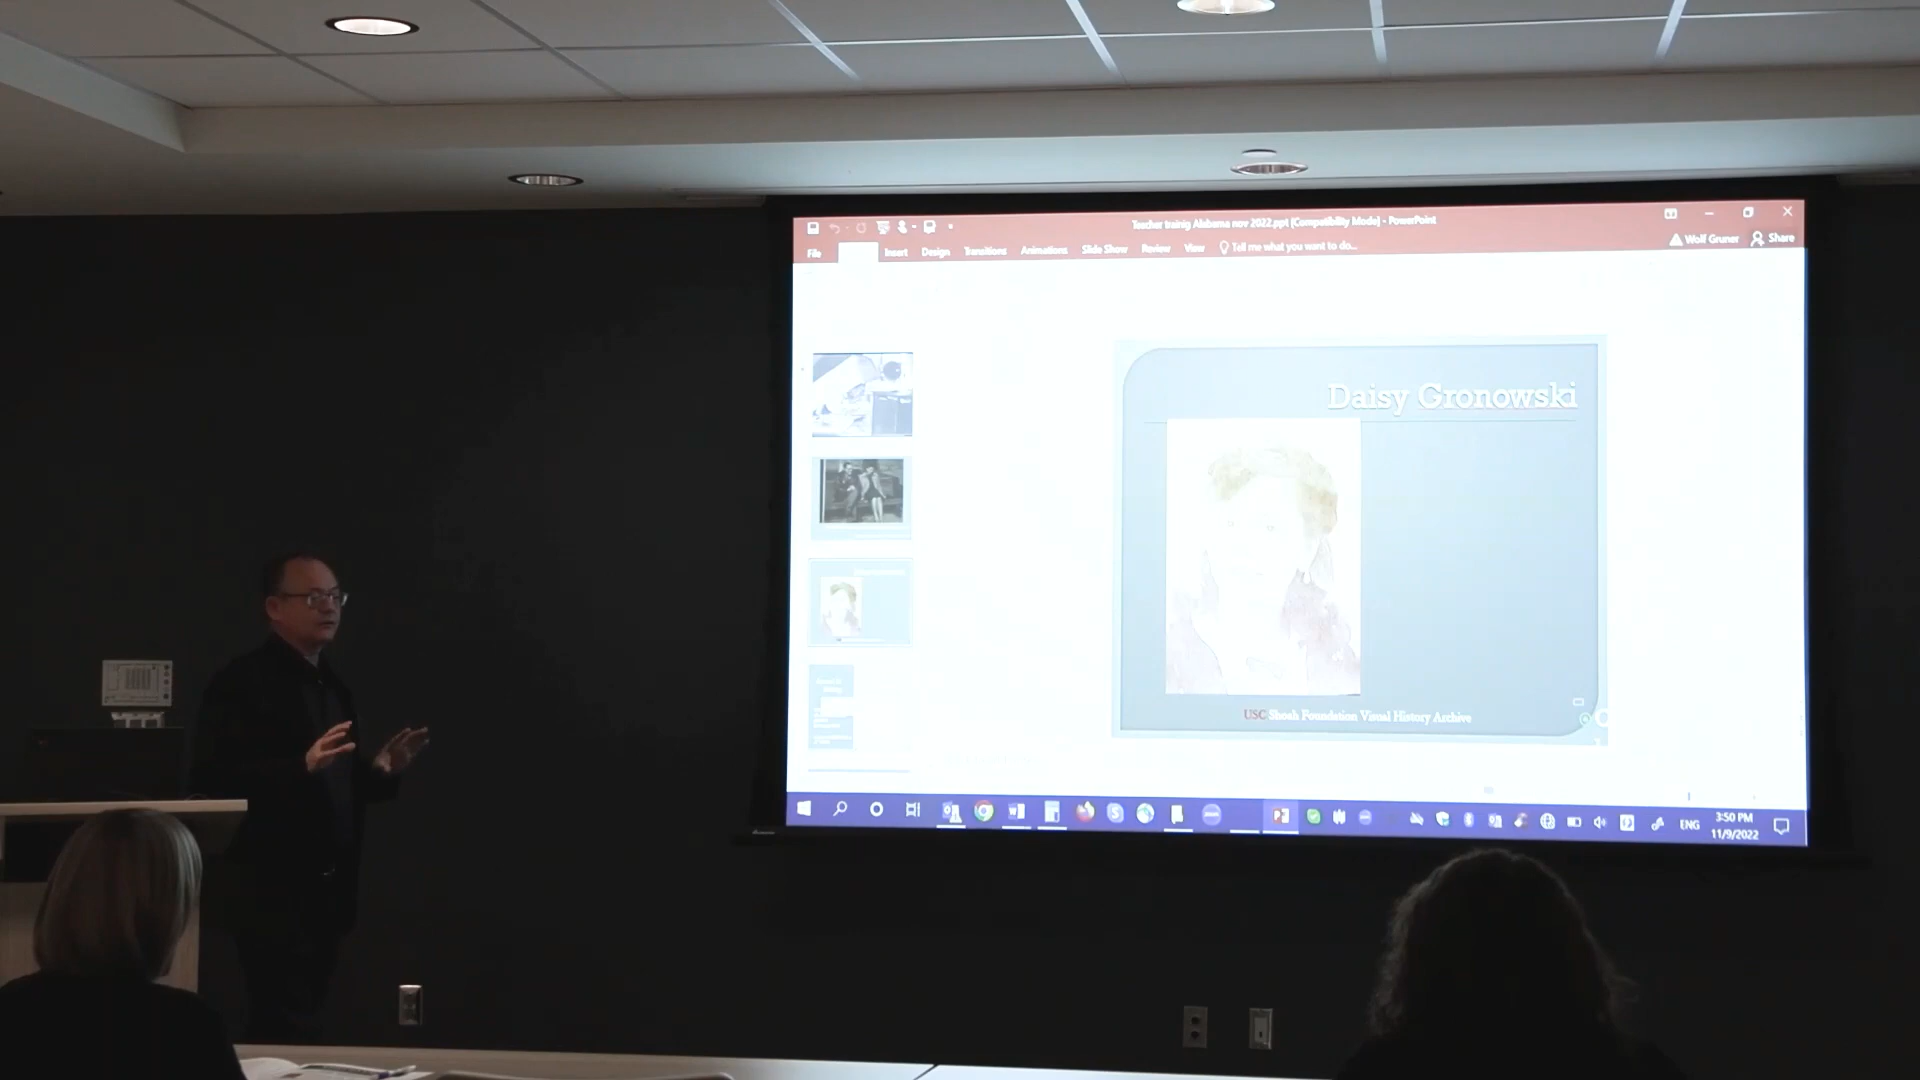 Teacher trainig Alabama nov 2022.ppt [Compatibility Mode] - PowerPoint
File Insert Design Transitions Animations Slide Show Review View Tell me what you want to do... Wolf Gruner Share
Daisy Gronowski
USC Shoah Foundation Visual History Archive
ENG 3:50 PM
11/9/2022